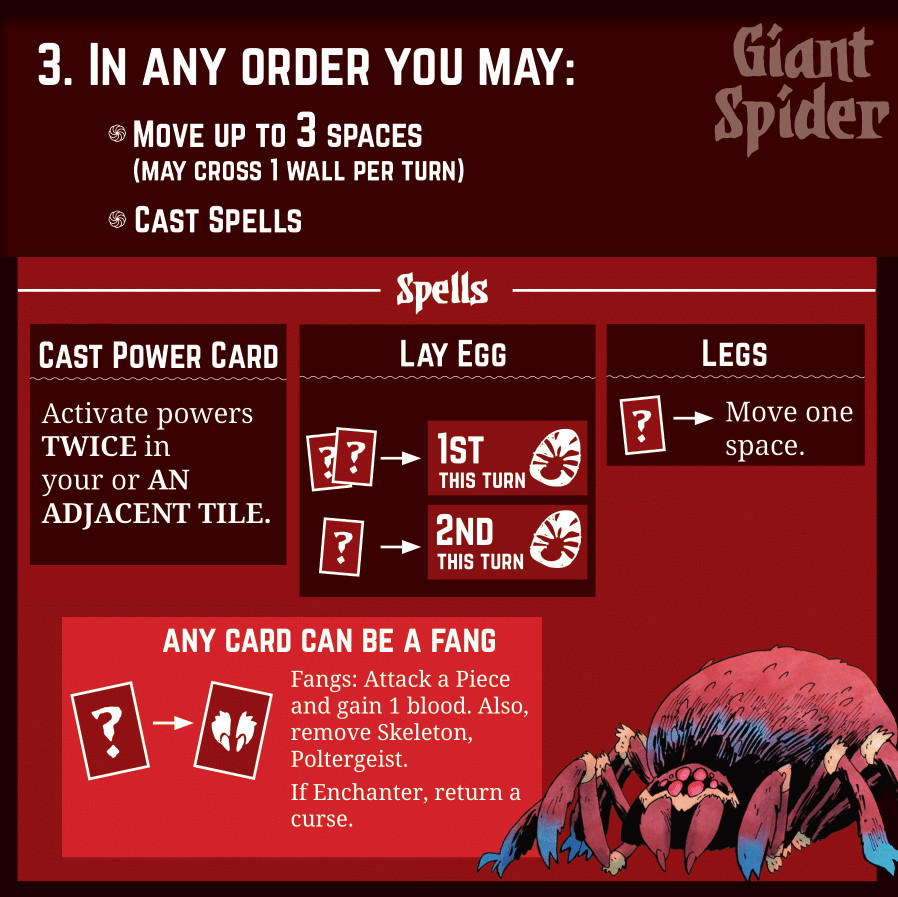 Giant
Spider
3. In any order you may:
Move up to 3 spaces
(may cross 1 wall per turn)
Cast Spells
Spells
Cast Power Card
Activate powers
TWICE in
your or AN
ADJACENT TILE.
Lay Egg
? ? 1st
this turn
? 2nd
this turn
Legs
? Move one
space.
any card can be a fang
?
Fangs: Attack a Piece
and gain 1 blood. Also,
remove Skeleton,
Poltergeist.
If Enchanter, return a
curse.